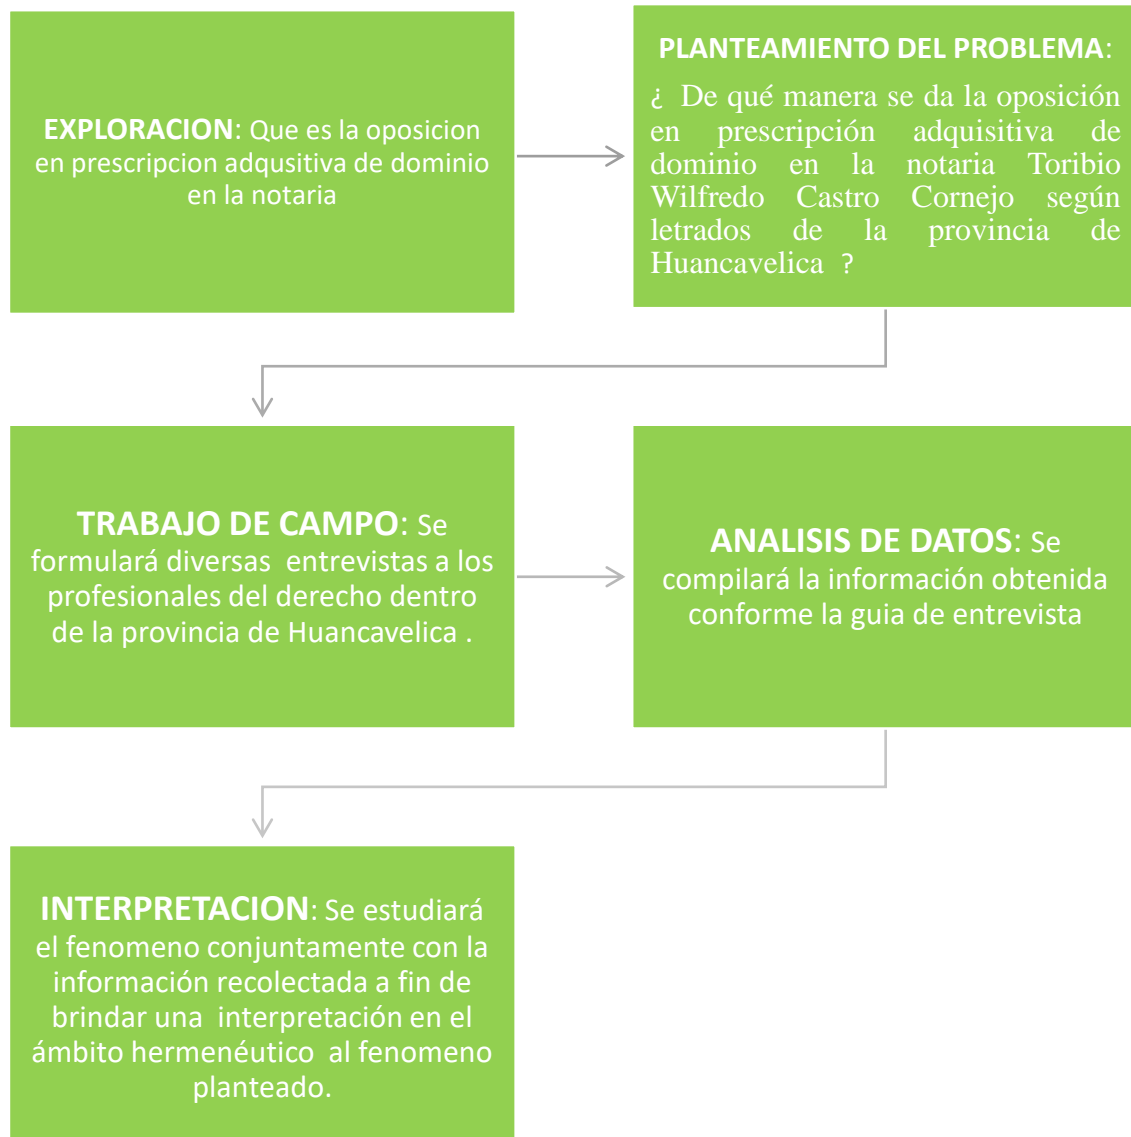 EXPLORACION: Que es la oposicion
en prescripcion adqusitiva de dominio
en la notaria
PLANTEAMIENTO DEL PROBLEMA:
¿ De qué manera se da la oposición
en prescripción adquisitiva de
dominio en la notaria Toribio
Wilfredo Castro Cornejo según
letrados de la provincia de
Huancavelica ?
TRABAJO DE CAMPO: Se
formulará diversas entrevistas a los
profesionales del derecho dentro
de la provincia de Huancavelica .
ANALISIS DE DATOS: Se
compilará la información obtenida
conforme la guia de entrevista
INTERPRETACION: Se estudiará
el fenomeno conjuntamente con la
información recolectada a fin de
brindar una interpretación en el
ámbito hermenéutico al fenomeno
planteado.